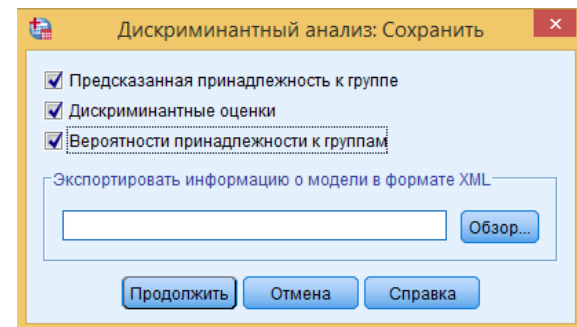 Дискриминантный анализ: Сохранить
Предсказанная принадлежность к группе
Дискриминантные оценки
Вероятности принадлежности к группам
Экспортировать информацию о модели в формате XML
Обзор...
Продолжить Отмена Справка